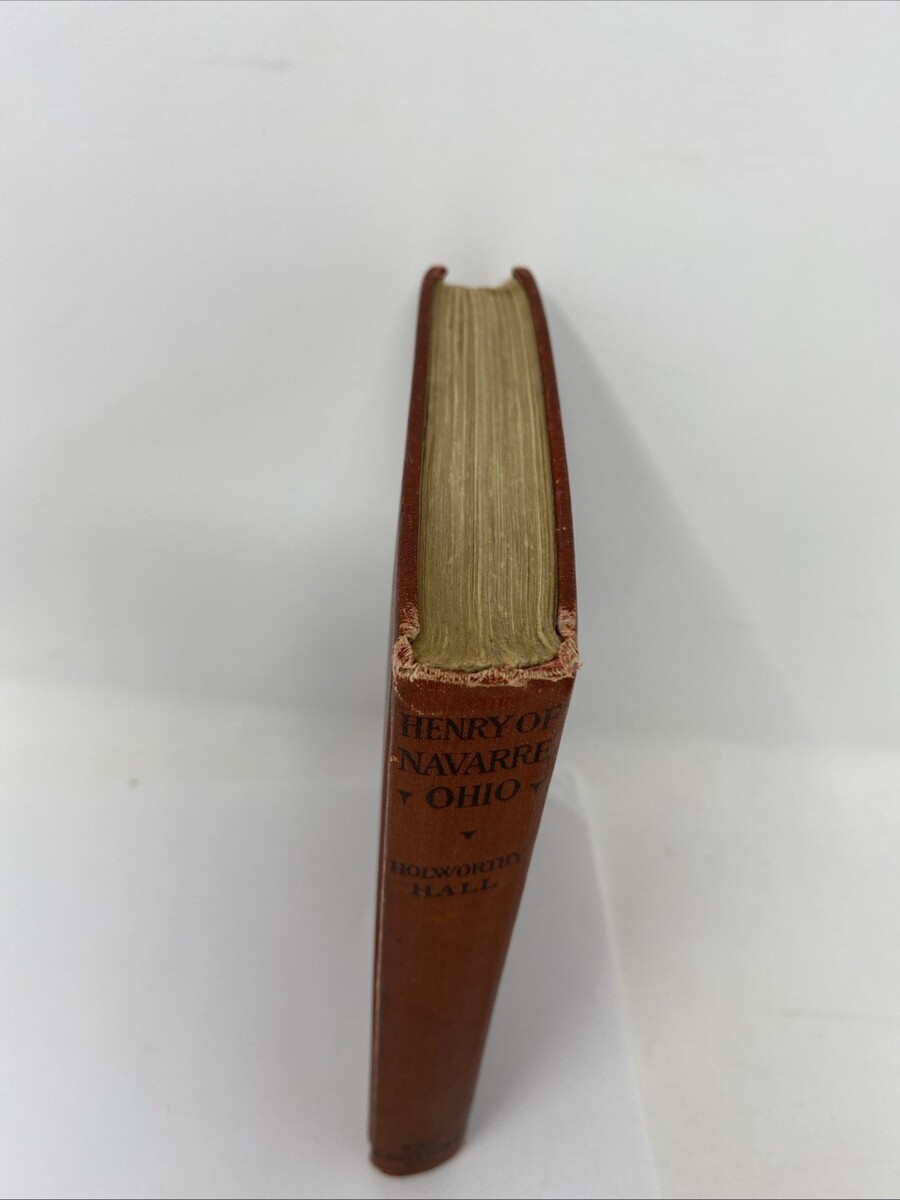 HENRY OF
NAVARRE,
OHIO
HOLWORTHY
HALL